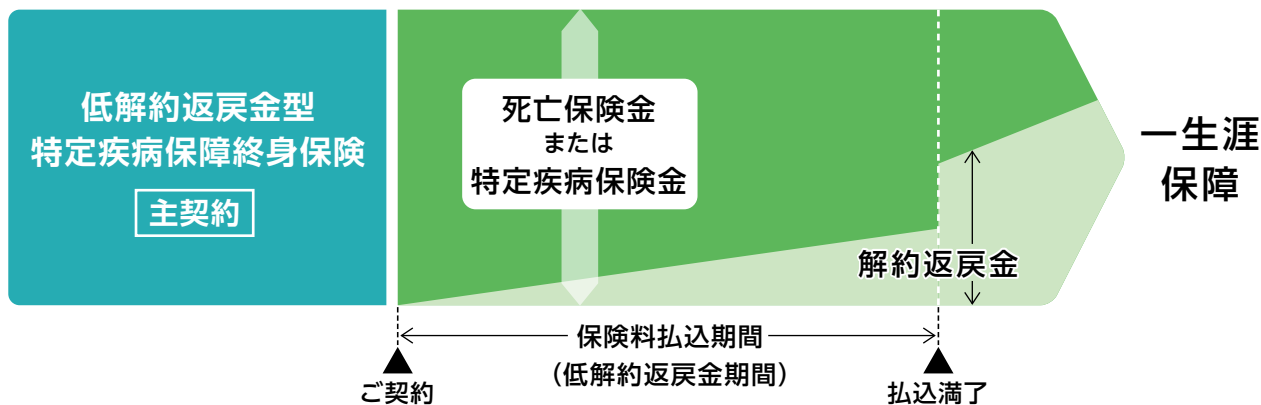 低解約返戻金型
特定疾病保障終身保険
主契約
死亡保険金
または
特定疾病保険金
一生涯
保障
解約返戻金
保険料払込期間
（低解約返戻金期間）
ご契約
払込満了